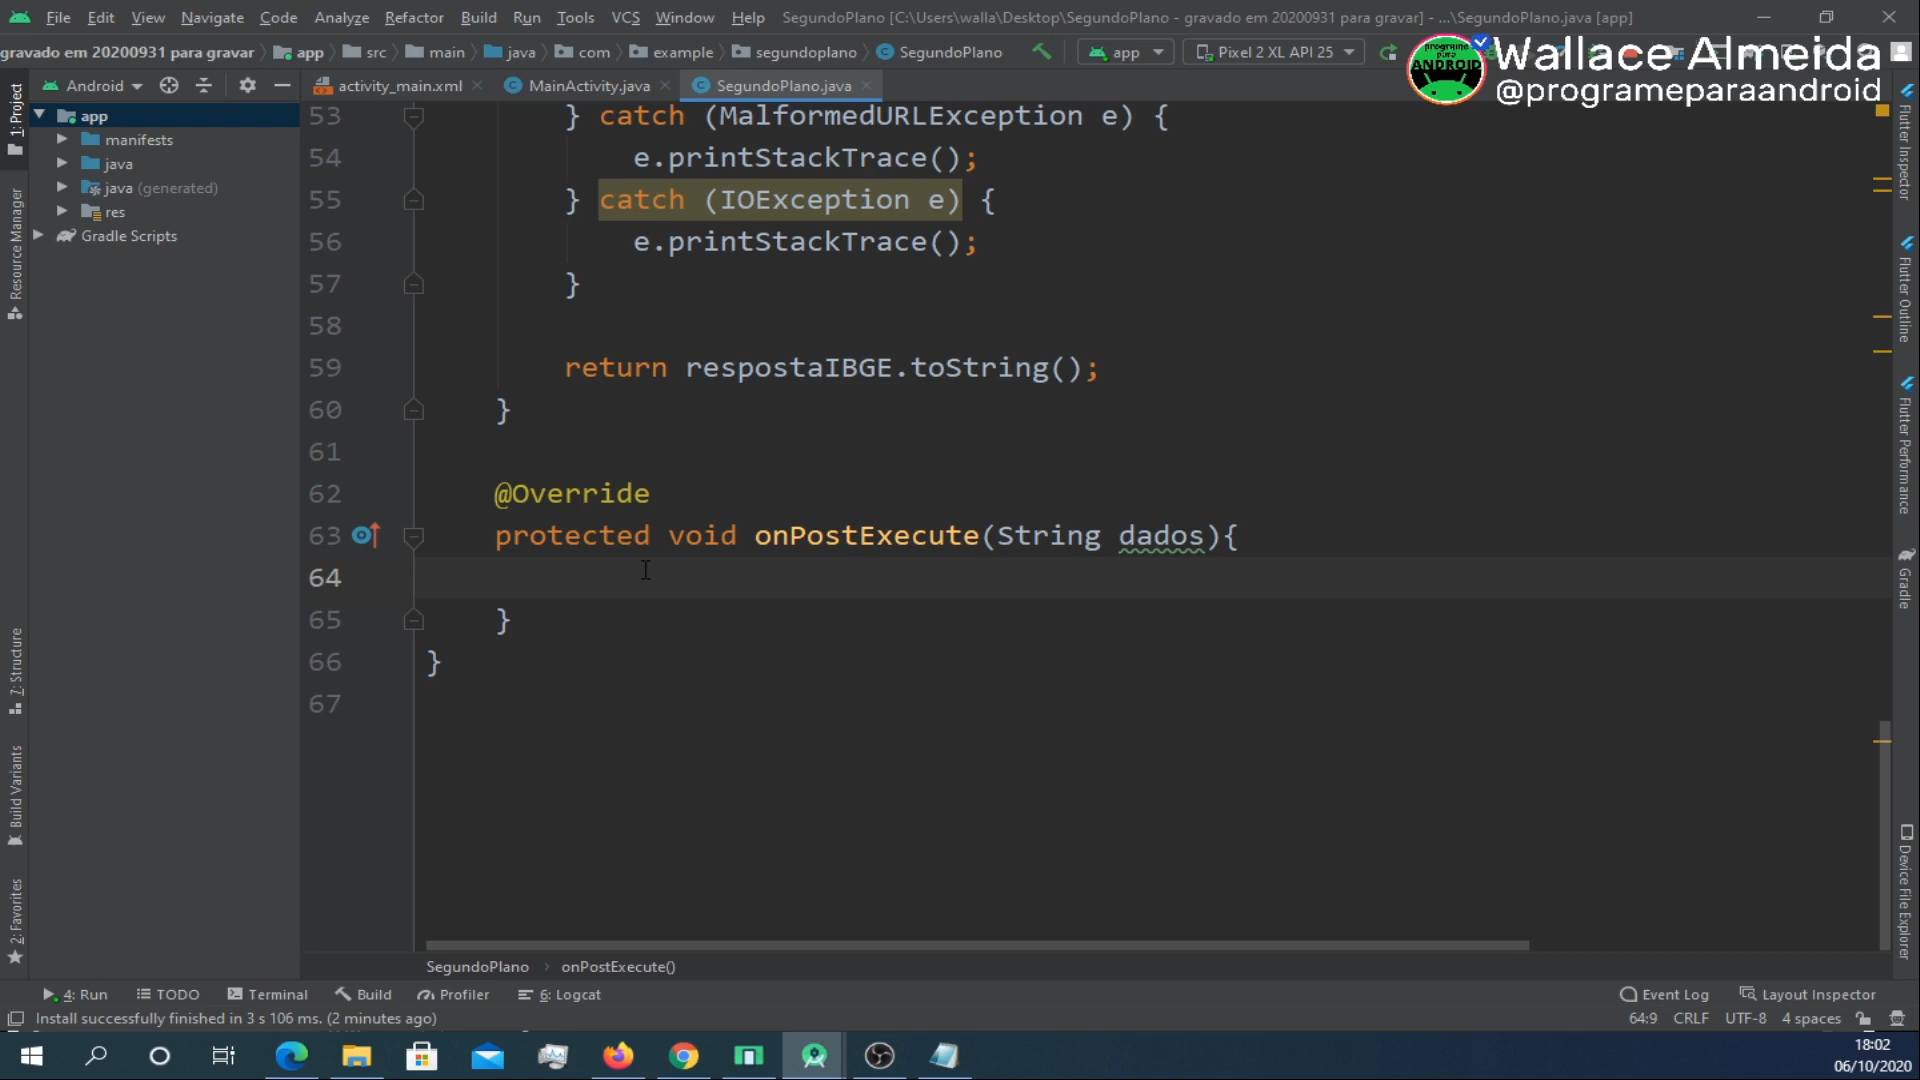 File Edit View Navigate Code Analyze Refactor Build Run Tools VCS Window Help SegundoPlano [C:\Users\walla\Desktop\SegundoPlano - gravado em 20200931 para gravar] - ...\SegundoPlano.java [app]
gravado em 20200931 para gravar app src main java com example segundoplano SegundoPlano app Pixel 2 XL API 25
programe para ANDROID
Wallace Almeida
@programeparaandroid
Android activity_main.xml MainActivity.java SegundoPlano.java
app
manifests
java
java (generated)
res
Gradle Scripts
1: Project
Resource Manager
7: Structure
Build Variants
2: Favorites
53 } catch (MalformedURLException e) {
54 e.printStackTrace();
55 } catch (IOException e) {
56 e.printStackTrace();
57 }
58
59 return respostaIBGE.toString();
60 }
61
62 @Override
63 protected void onPostExecute(String dados){
64
65 }
66 }
67
Flutter Inspector
Flutter Outline
Flutter Performance
Gradle
Device File Explorer
SegundoPlano onPostExecute()
4: Run TODO Terminal Build Profiler 6: Logcat Event Log Layout Inspector
Install successfully finished in 3 s 106 ms. (2 minutes ago) 64:9 CRLF UTF-8 4 spaces
18:02
06/10/2020